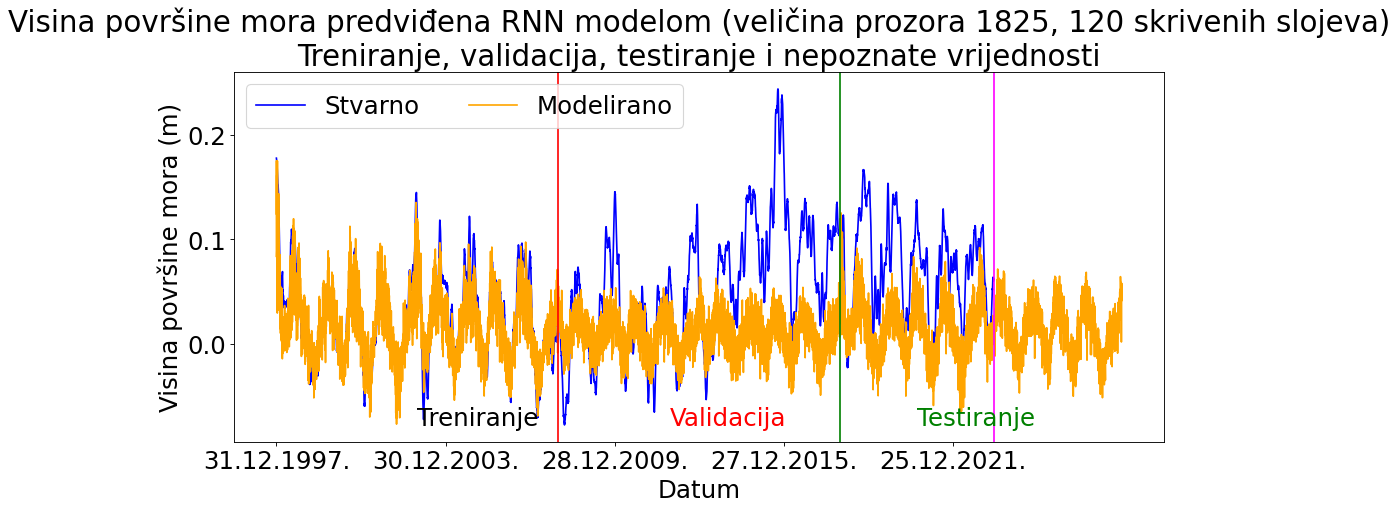 Visina površine mora predviđena RNN modelom (veličina prozora 1825, 120 skrivenih slojeva)
Treniranje, validacija, testiranje i nepoznate vrijednosti
Stvarno Modelirano
Visina površine mora (m)
0.2
0.1
0.0
Treniranje Validacija Testiranje
31.12.1997. 30.12.2003. 28.12.2009. 27.12.2015. 25.12.2021.
Datum